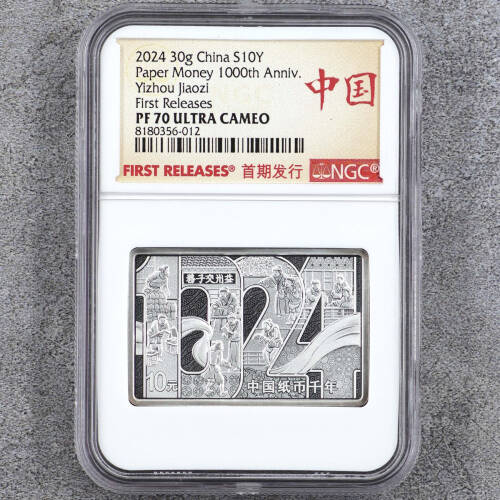 2024 30g China S10Y
Paper Money 1000th Anniv.
Yizhou Jiaozi
First Releases
PF 70 ULTRA CAMEO
8180356-012
中国
FIRST RELEASES® 首期发行 NGC®
1024
10元
中国纸币千年